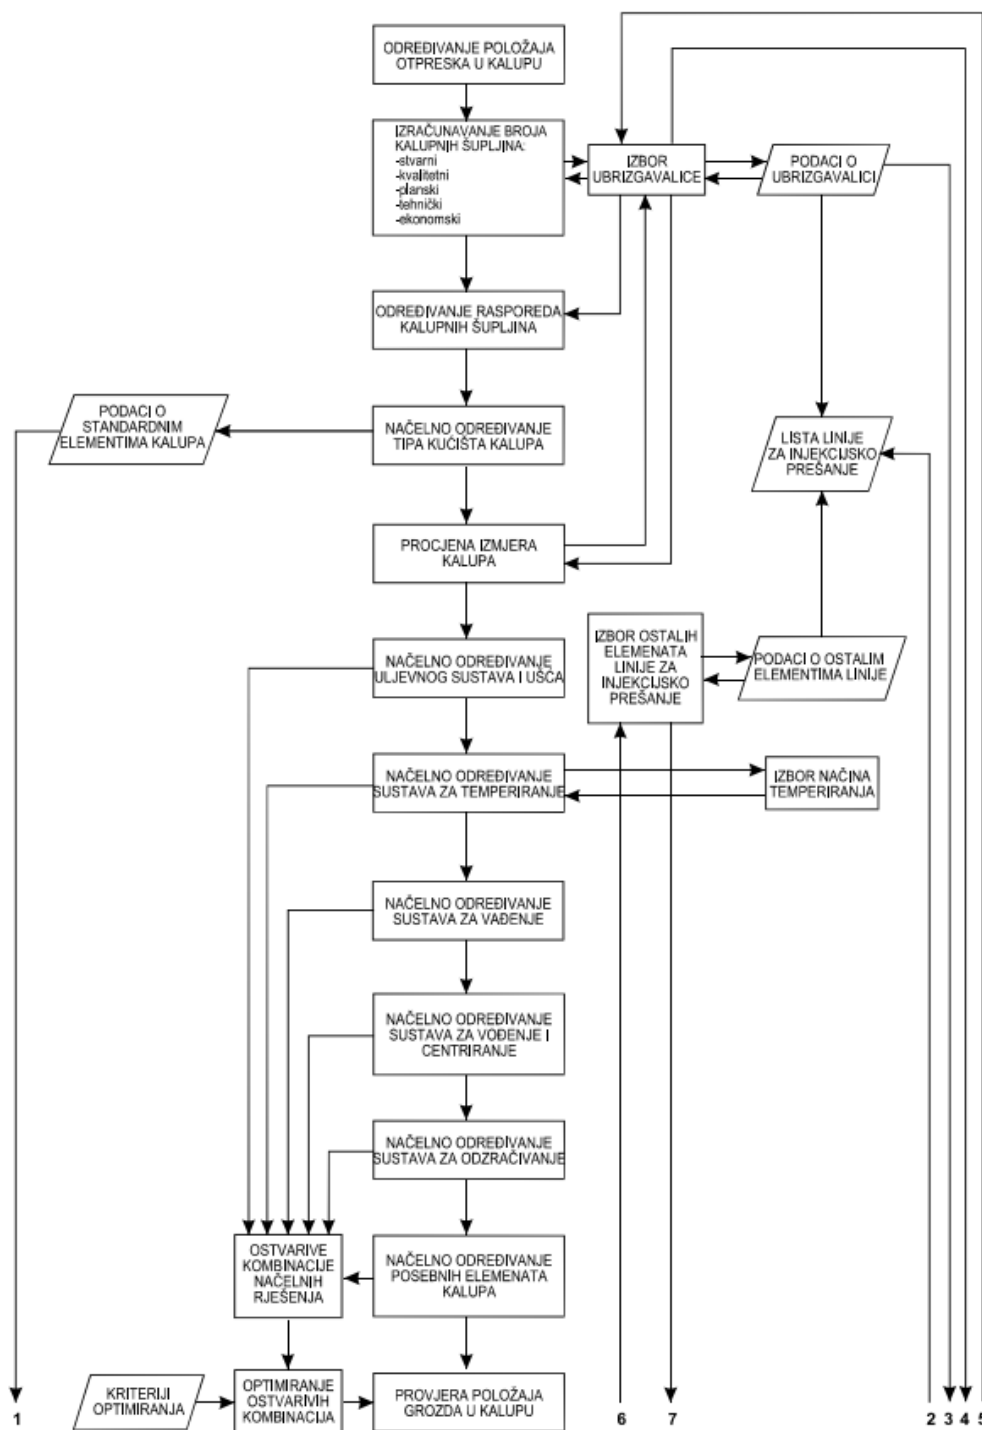 ODREĐIVANJE POLOŽAJA
OTPRESKA U KALUPU
IZRAČUNAVANJE BROJA
KALUPNIH ŠUPLJINA:
-stvarni
-kvalitetni
-planski
-tehnički
-ekonomski
IZBOR
UBRIZGAVALICE
PODACI O
UBRIZGAVALICI
ODREĐIVANJE RASPOREDA
KALUPNIH ŠUPLJINA
PODACI O
STANDARDNIM
ELEMENTIMA KALUPA
NAČELNO ODREĐIVANJE
TIPA KUĆIŠTA KALUPA
LISTA LINIJE
ZA INJEKCIJSKO
PREŠANJE
PROCJENA IZMJERA
KALUPA
IZBOR OSTALIH
ELEMENATA
LINIJE ZA
INJEKCIJSKO
PREŠANJE
PODACI O OSTALIM
ELEMENTIMA LINIJE
NAČELNO ODREĐIVANJE
ULJEVNOG SUSTAVA I UŠĆA
NAČELNO ODREĐIVANJE
SUSTAVA ZA TEMPERIRANJE
IZBOR NAČINA
TEMPERIRANJA
NAČELNO ODREĐIVANJE
SUSTAVA ZA VAĐENJE
NAČELNO ODREĐIVANJE
SUSTAVA ZA VOĐENJE I
CENTRIRANJE
NAČELNO ODREĐIVANJE
SUSTAVA ZA ODZRAČIVANJE
OSTVARIVE
KOMBINACIJE
NAČELNIH
RJEŠENJA
NAČELNO ODREĐIVANJE
POSEBNIH ELEMENATA
KALUPA
KRITERIJI
OPTIMIRANJA
OPTIMIRANJE
OSTVARIVIH
KOMBINACIJA
PROVJERA POLOŽAJA
GROZDA U KALUPU
1 6 7 2 3 4 5